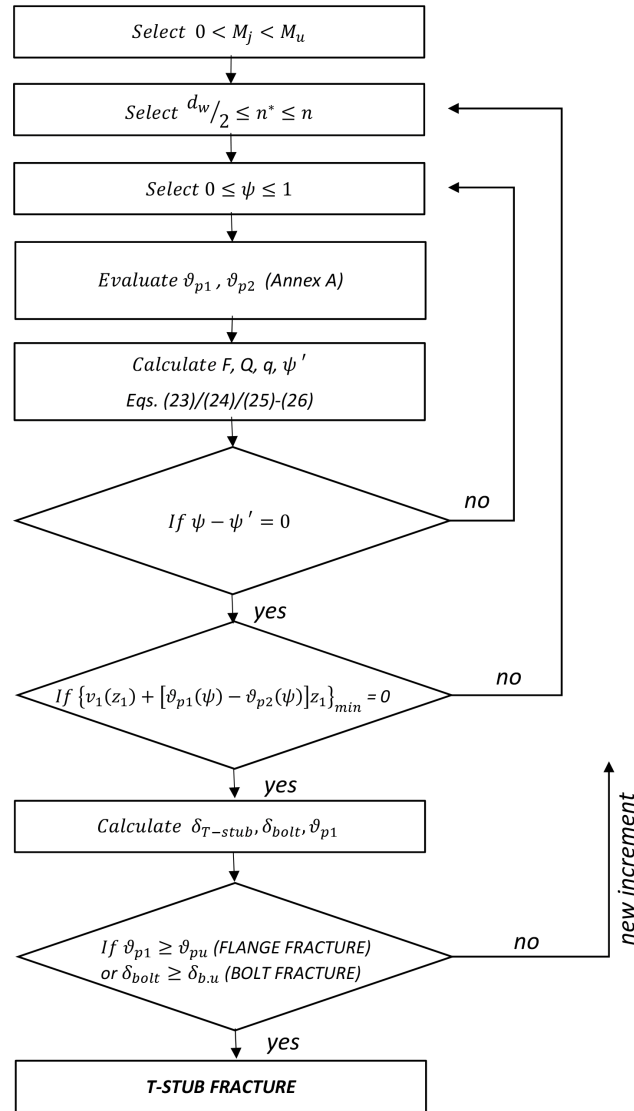 Select 0 < M_j < M_u
Select d_w/2 ≤ n* ≤ n
Select 0 ≤ ψ ≤ 1
Evaluate ϑ_p1 , ϑ_p2 (Annex A)
Calculate F, Q, q, ψ'
Eqs. (23)/(24)/(25)-(26)
If ψ − ψ' = 0
no
yes
If {v_1(z_1) + [ϑ_p1(ψ) − ϑ_p2(ψ)]z_1}_min = 0
no
yes
Calculate δ_T−stub, δ_bolt, ϑ_p1
new increment
If ϑ_p1 ≥ ϑ_pu (FLANGE FRACTURE)
or δ_bolt ≥ δ_b.u (BOLT FRACTURE)
no
yes
T-STUB FRACTURE